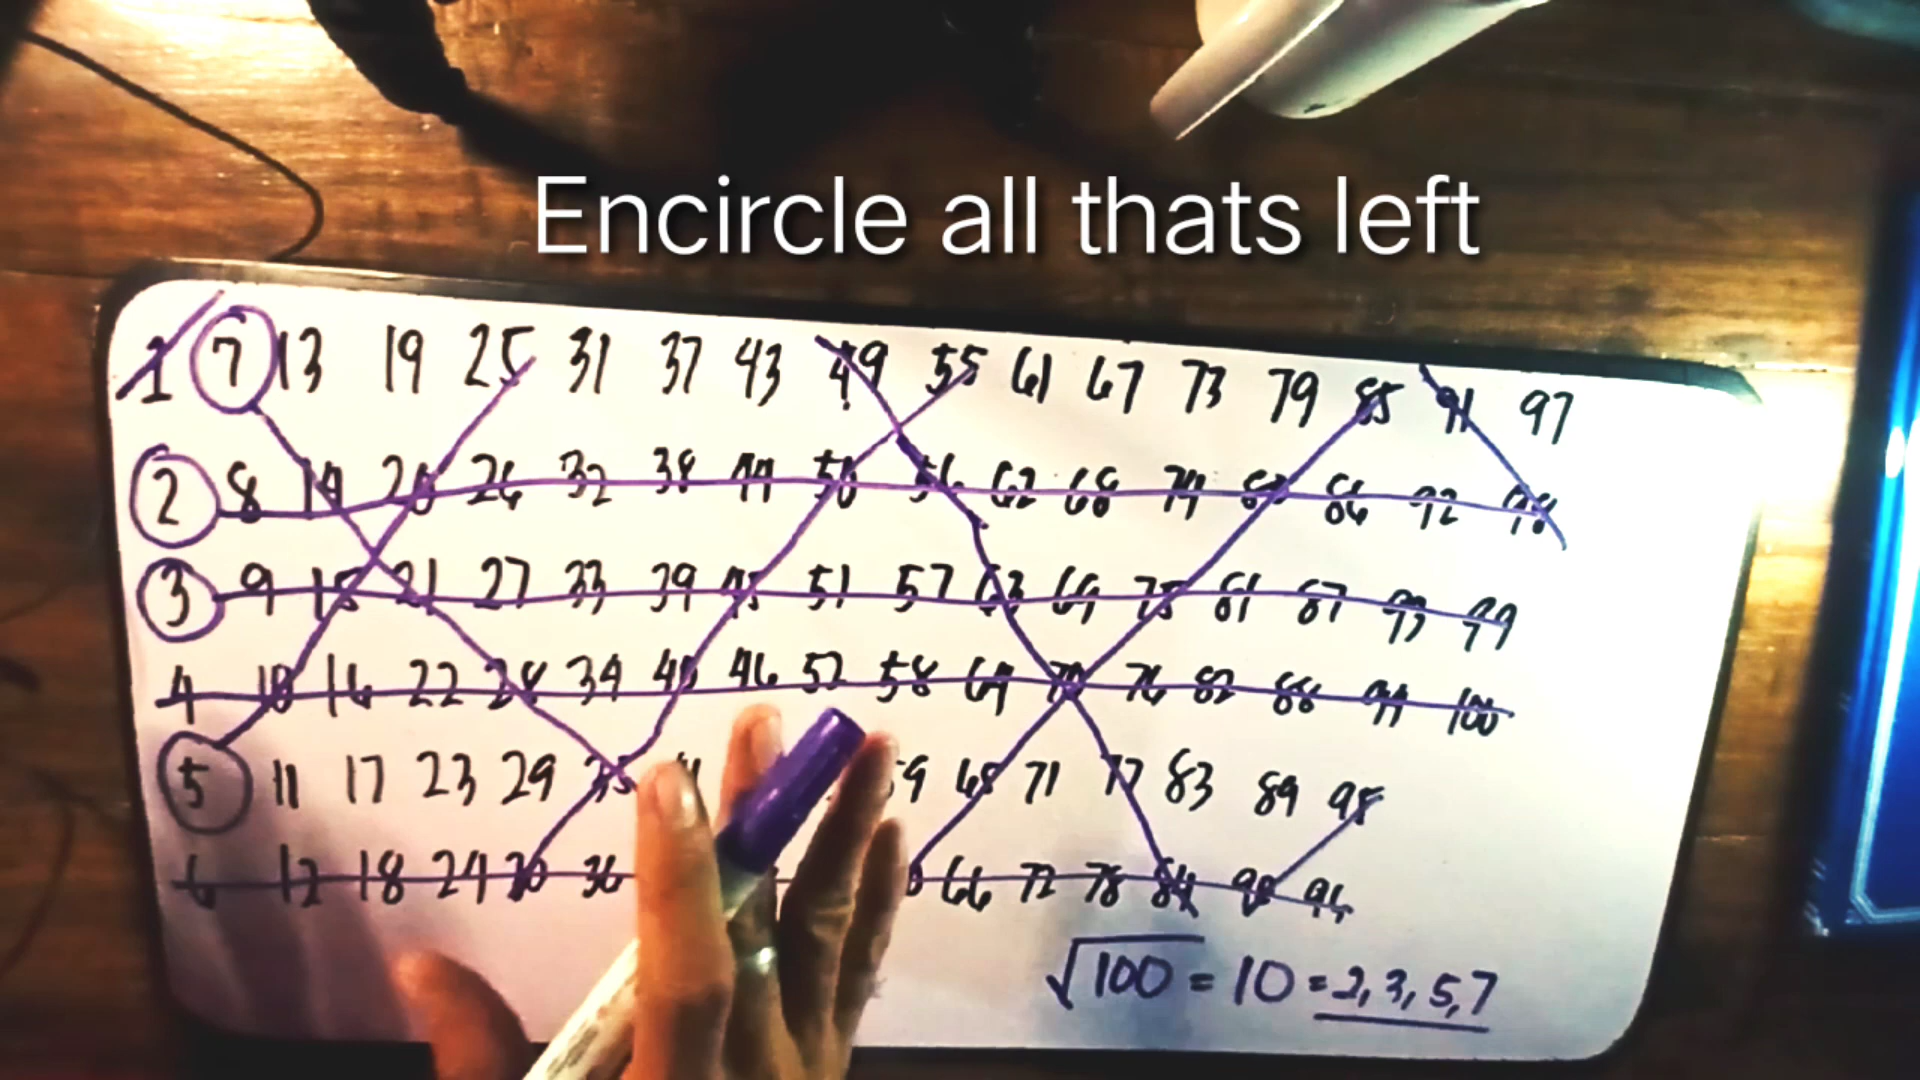 Encircle all thats left
1 7 13 19 25 31 37 43 49 55 61 67 73 79 85 91 97
2 8 14 20 26 32 38 44 50 56 62 68 74 80 86 92 98
3 9 15 21 27 33 39 45 51 57 63 69 75 81 87 93 99
4 10 16 22 28 34 40 46 52 58 64 70 76 82 88 94 100
5 11 17 23 29 35 65 71 77 83 89 95
6 12 18 24 30 36 66 72 78 84 90 96
√100 = 10 = 2, 3, 5, 7